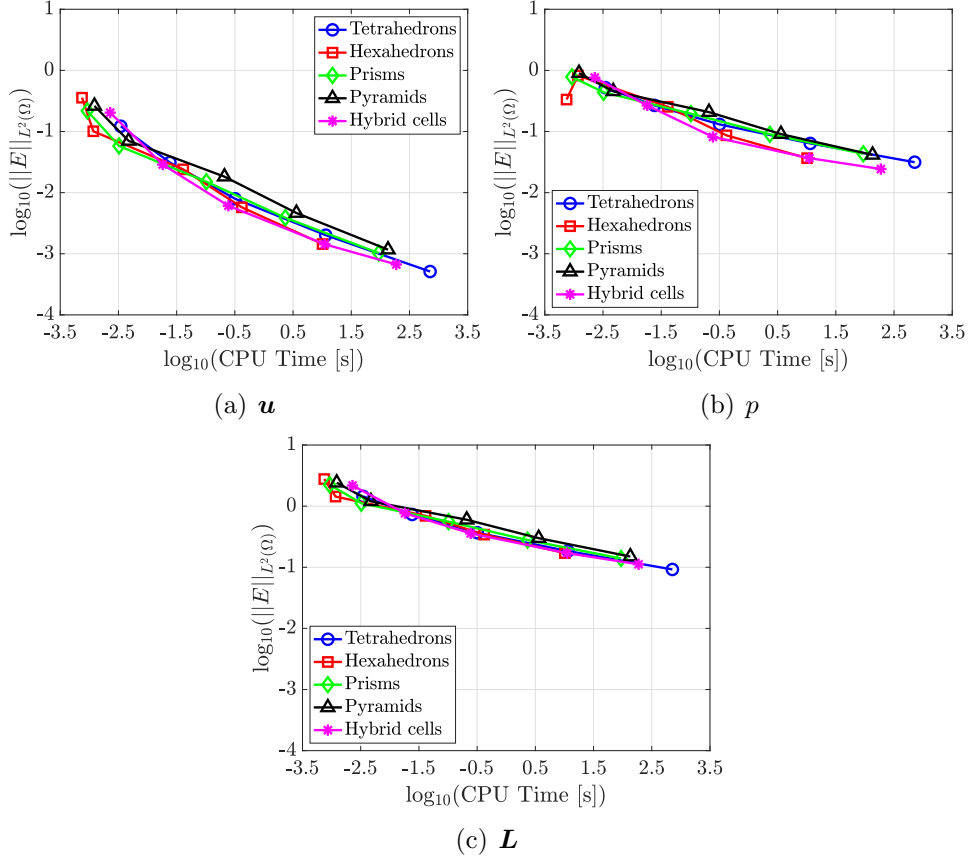 1
0
-1
-2
-3
-4
-3.5 -2.5 -1.5 -0.5 0.5 1.5 2.5 3.5
log10(CPU Time [s])
log10(||E||L2(Ω))
Tetrahedrons
Hexahedrons
Prisms
Pyramids
Hybrid cells
(a) u
1
0
-1
-2
-3
-4
-3.5 -2.5 -1.5 -0.5 0.5 1.5 2.5 3.5
log10(CPU Time [s])
log10(||E||L2(Ω))
Tetrahedrons
Hexahedrons
Prisms
Pyramids
Hybrid cells
(b) p
1
0
-1
-2
-3
-4
-3.5 -2.5 -1.5 -0.5 0.5 1.5 2.5 3.5
log10(CPU Time [s])
log10(||E||L2(Ω))
Tetrahedrons
Hexahedrons
Prisms
Pyramids
Hybrid cells
(c) L